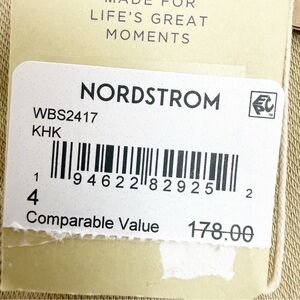 MADE FOR
LIFE'S GREAT
MOMENTS
NORDSTROM
WBS2417
KHK
1 94622 82925 2
4
Comparable Value 178.00